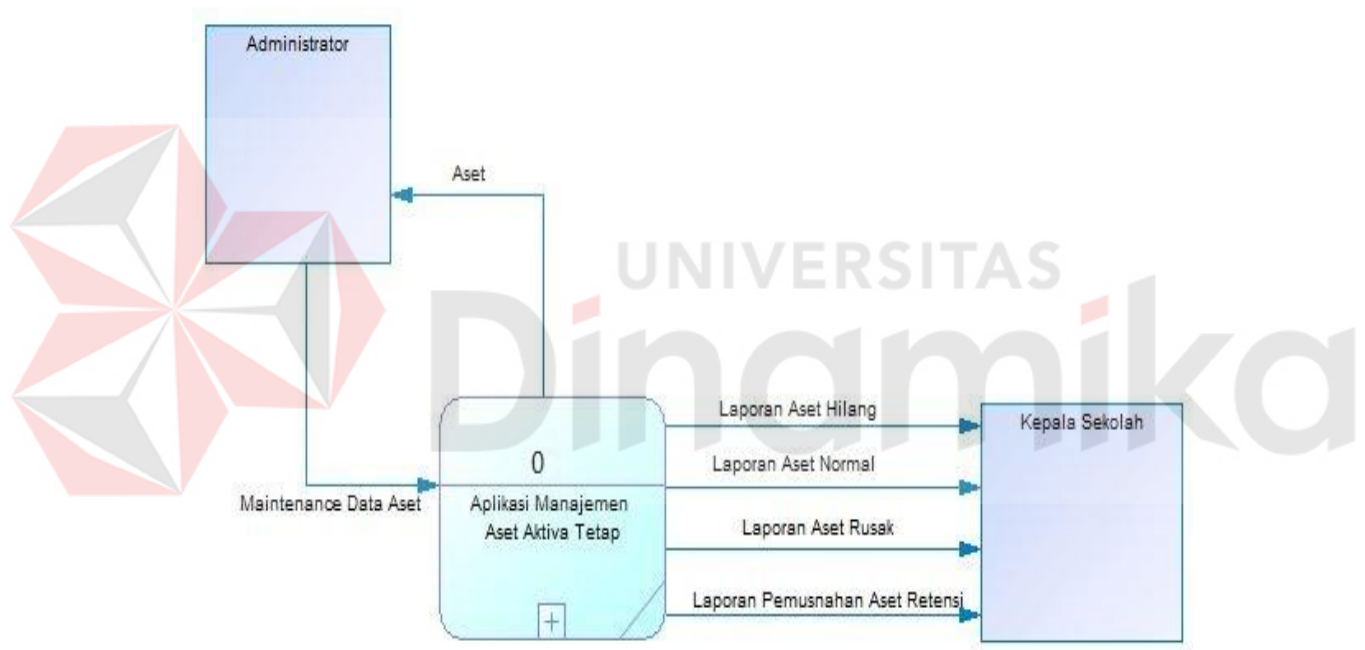 Administrator
Aset
UNIVERSITAS
Dinamika
Laporan Aset Hilang
Kepala Sekolah
0
Laporan Aset Normal
Maintenance Data Aset
Aplikasi Manajemen
Aset Aktiva Tetap
Laporan Aset Rusak
Laporan Pemusnahan Aset Retensi